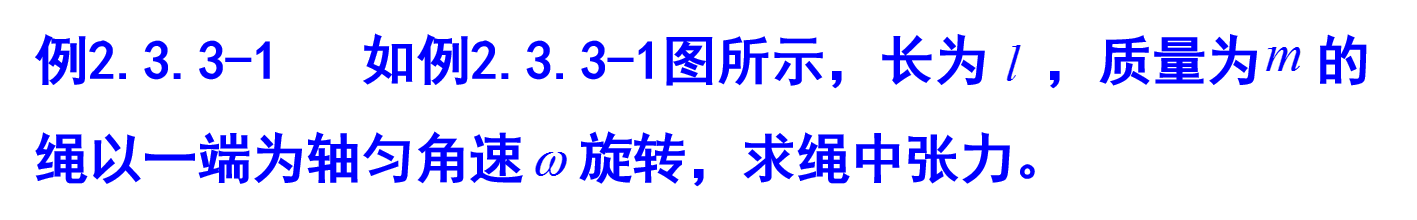 例2.3.3-1 如例2.3.3-1图所示，长为 l ，质量为 m 的
绳以一端为轴匀角速 ω 旋转，求绳中张力。